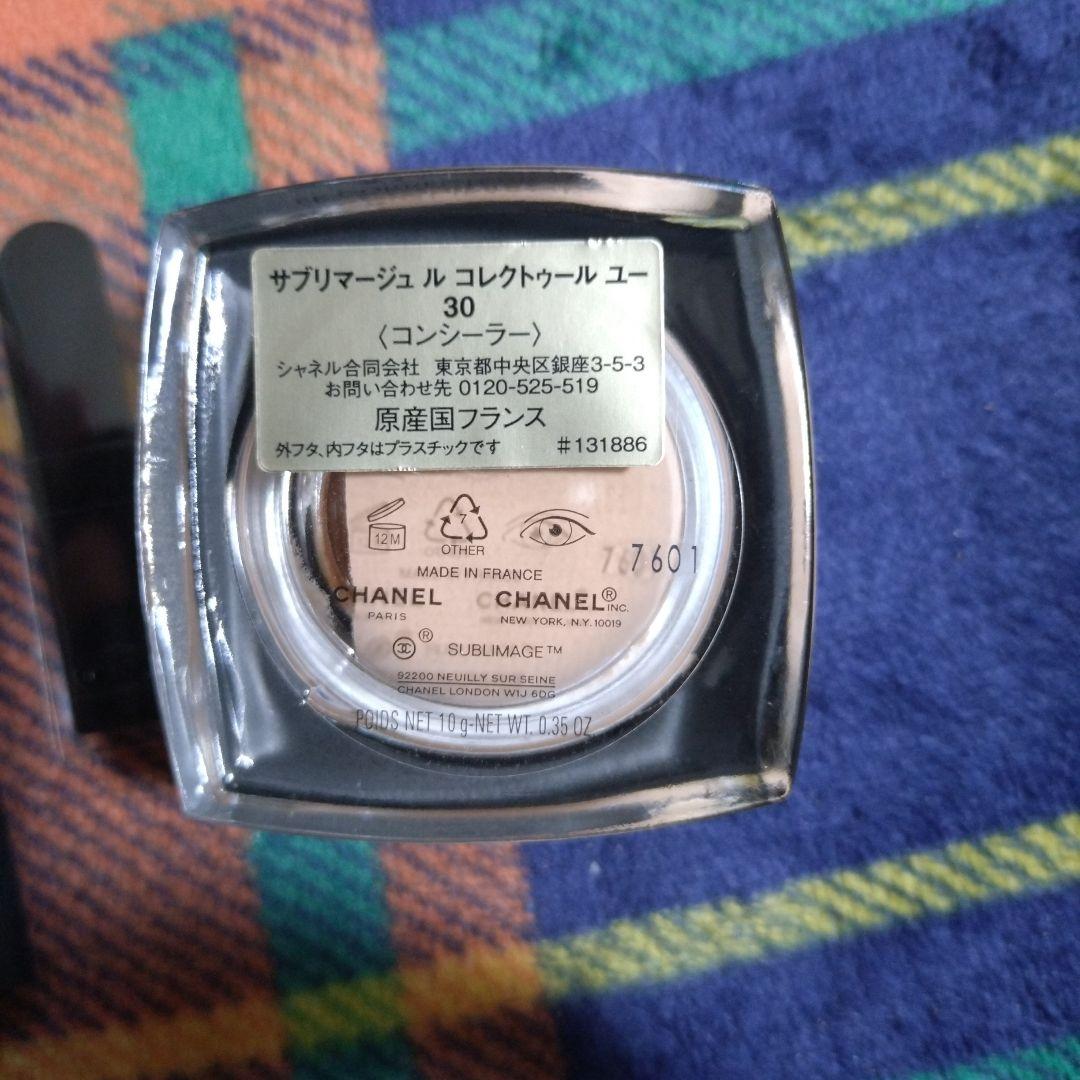 サブリマージュ ル コレクトゥール ユー
30
〈コンシーラー〉
シャネル合同会社 東京都中央区銀座3-5-3
お問い合わせ先 0120-525-519
原産国フランス
外フタ、内フタはプラスチックです #131886
12M
7
OTHER
7601
MADE IN FRANCE
CHANEL CHANEL® INC.
PARIS NEW YORK, N.Y. 10019
® SUBLIMAGE™
92200 NEUILLY SUR SEINE
CHANEL LONDON W1J 6DG
POIDS NET 10 g-NET WT. 0.35 OZ.